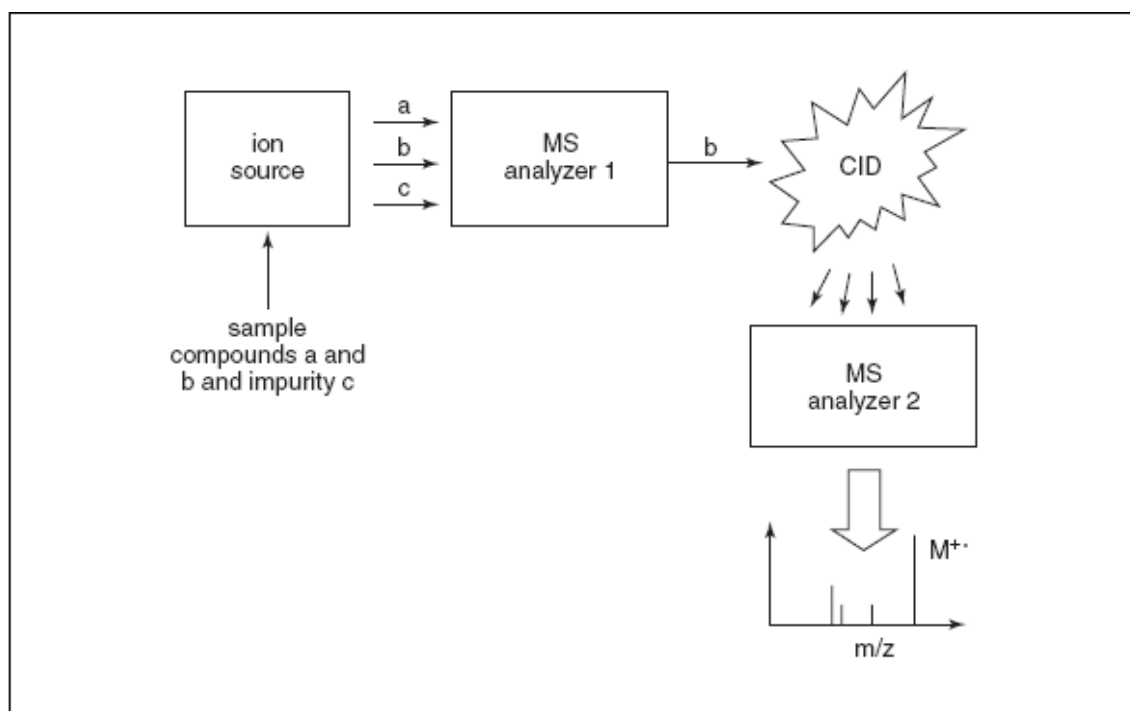 ion
source
a
b
c
MS
analyzer 1
b
CID
sample
compounds a and
b and impurity c
MS
analyzer 2
M+·
m/z